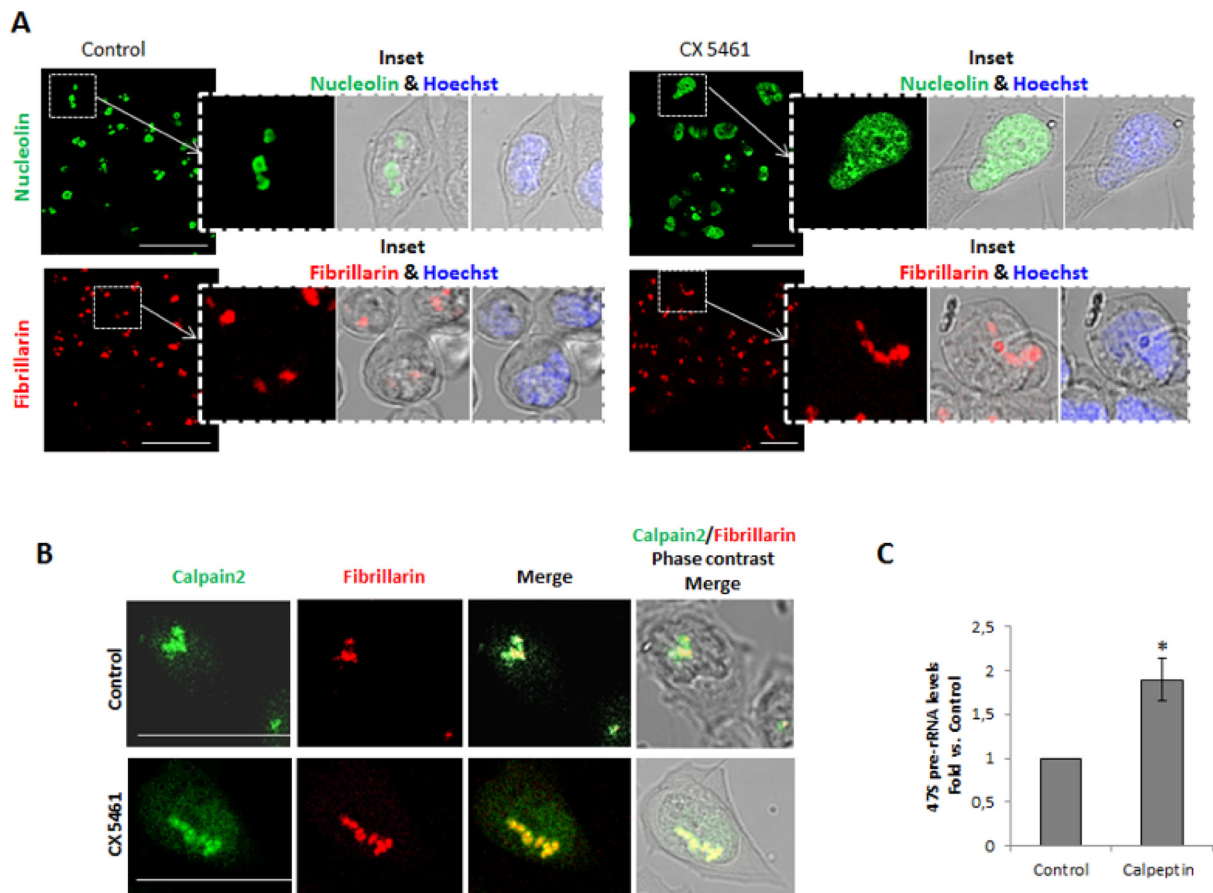 A
Control
Inset
Nucleolin & Hoechst
Nucleolin
Inset
Fibrillarin & Hoechst
Fibrillarin
CX 5461
Inset
Nucleolin & Hoechst
Inset
Fibrillarin & Hoechst
B
Calpain2
Fibrillarin
Merge
Calpain2/Fibrillarin
Phase contrast
Merge
Control
CX5461
C
47S pre-rRNA levels
Fold vs. Control
2,5
2
1,5
1
0,5
0
*
Control
Calpeptin